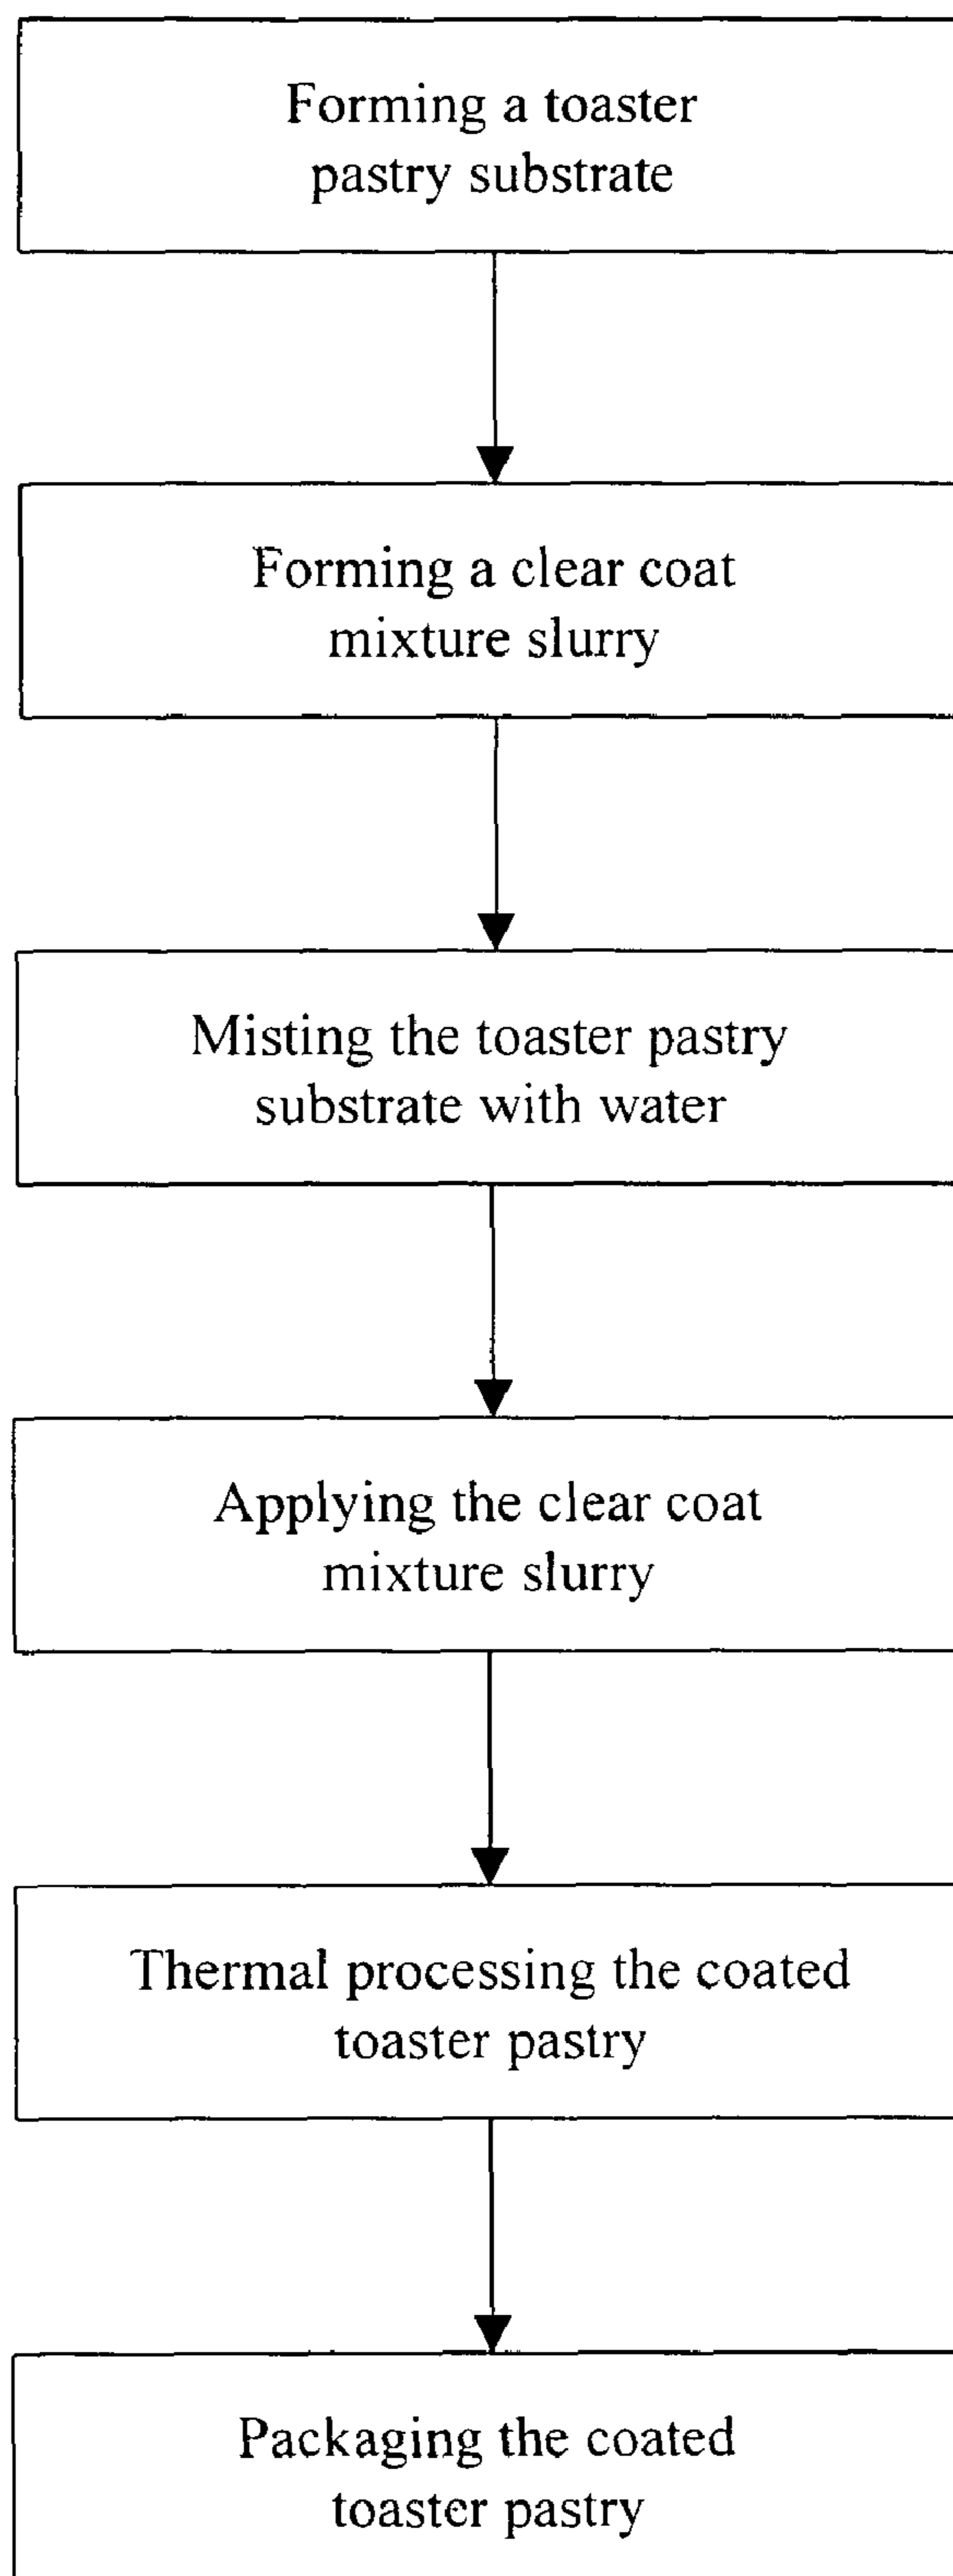 Forming a toaster
pastry substrate
Forming a clear coat
mixture slurry
Misting the toaster pastry
substrate with water
Applying the clear coat
mixture slurry
Thermal processing the coated
toaster pastry
Packaging the coated
toaster pastry